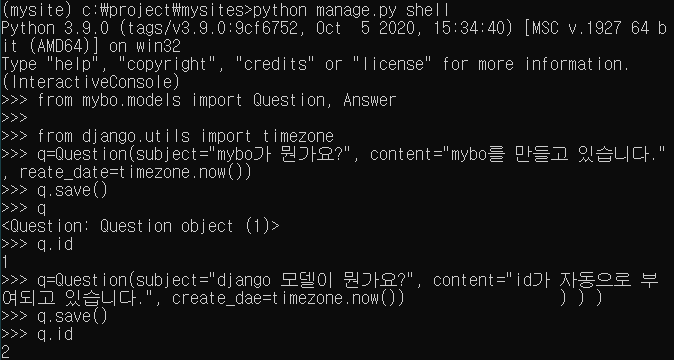 (mysite) c:\project\mysites>python manage.py shell
Python 3.9.0 (tags/v3.9.0:9cf6752, Oct  5 2020, 15:34:40) [MSC v.1927 64 b
it (AMD64)] on win32
Type "help", "copyright", "credits" or "license" for more information.
(InteractiveConsole)
>>> from mybo.models import Question, Answer
>>>
>>> from django.utils import timezone
>>> q=Question(subject="mybo가 뭔가요?", content="mybo를 만들고 있습니다."
, reate_date=timezone.now())
>>> q.save()
>>> q
<Question: Question object (1)>
>>> q.id
1
>>> q=Question(subject="django 모델이 뭔가요?", content="id가 자동으로 부
여되고 있습니다.", create_dae=timezone.now())                ) ) )
>>> q.save()
>>> q.id
2